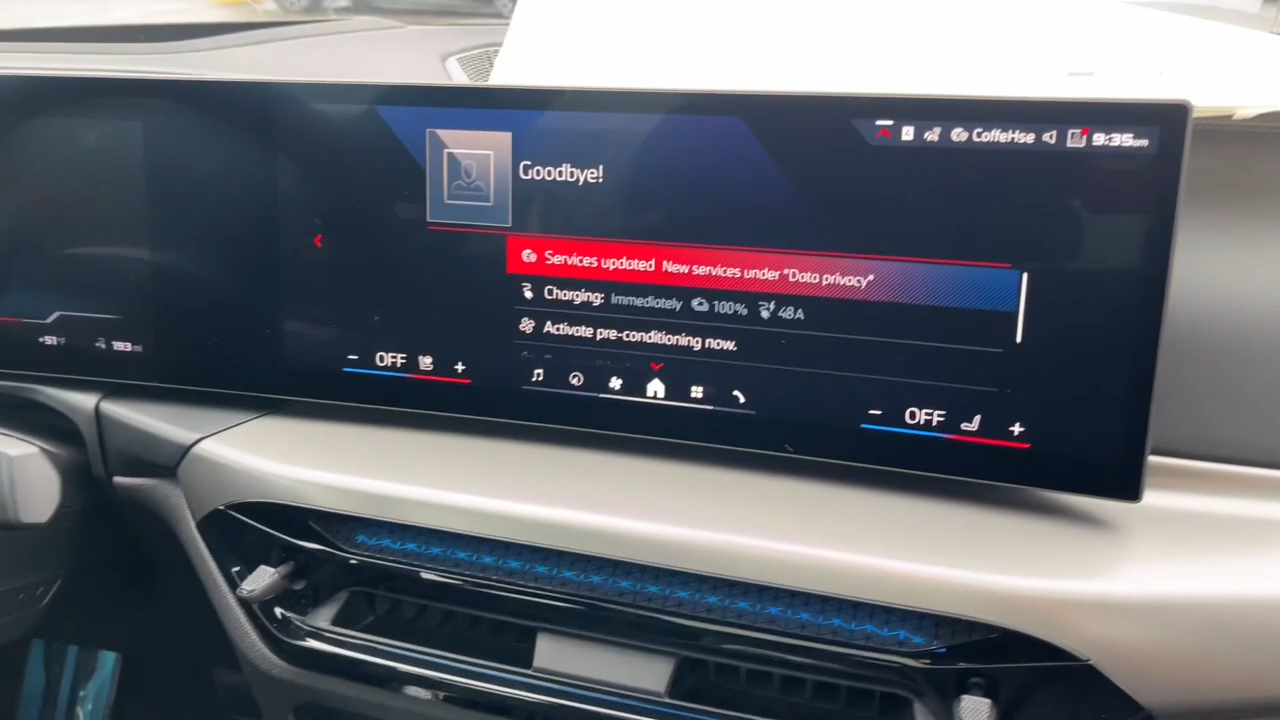 CoffeHse 9:35am
Goodbye!
Services updated New services under "Data privacy"
Charging: Immediately 100% 48A
Activate pre-conditioning now.
+51°F 193 mi
− OFF +
− OFF +